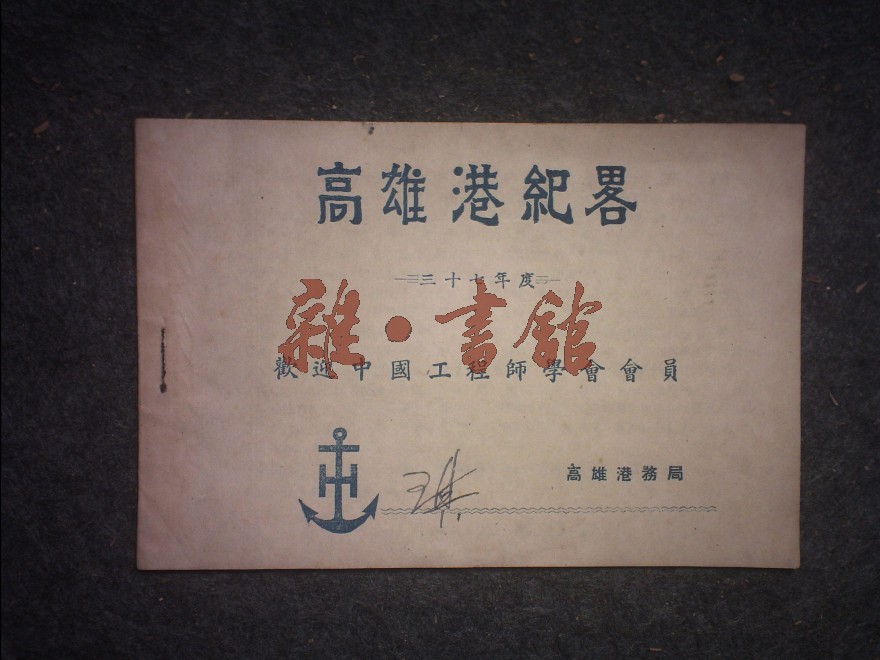 高雄港紀畧
三十七年度
雜·書館
歡迎中國工程師學會會員
高雄港務局